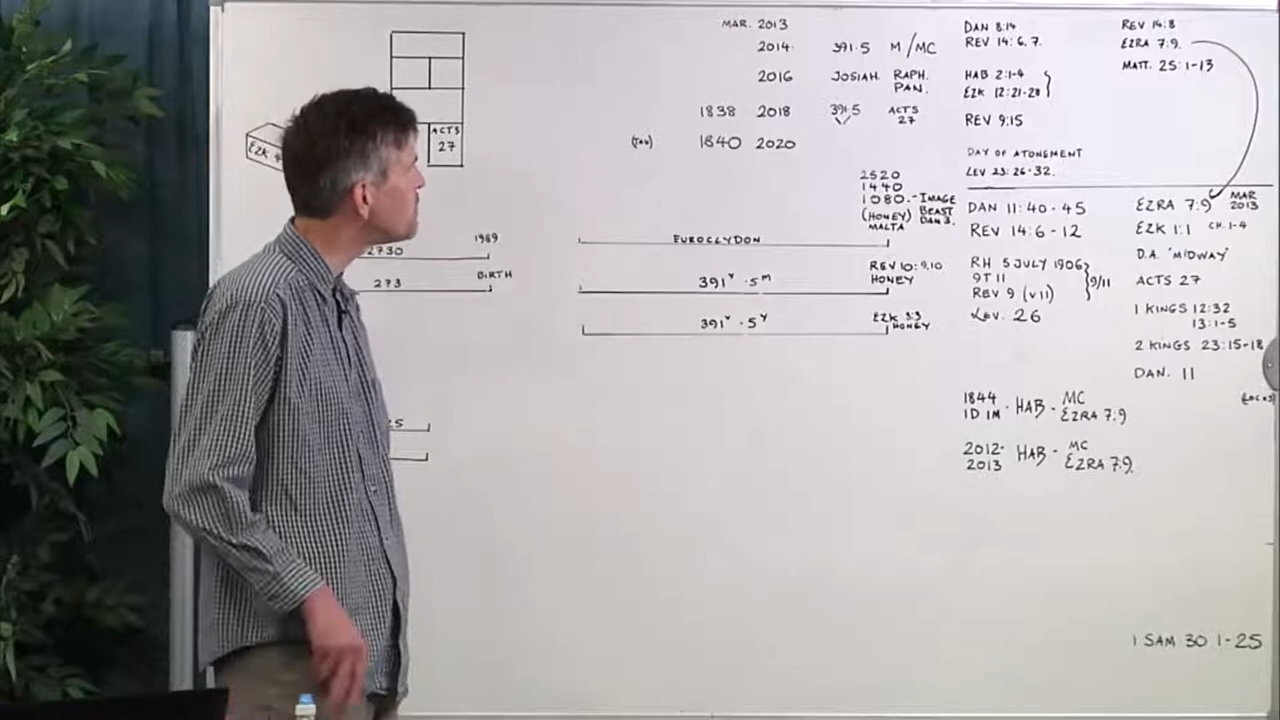 ACTS
27
EZK
2730
1989
273
BIRTH
MAR. 2013
2014 391.5 M/MC
2016 JOSIAH RAPH.
PAN.
1838 2018 391.5 ACTS
27
1840 2020
2520
1440
1080.- IMAGE
(HONEY) BEAST
MALTA DAN 3.
EUROCLYDON
391ʸ · 5ᵐ
REV 10:9,10
HONEY
391ʸ · 5ʸ
EZK 3:3
HONEY
DAN 8:14
REV 14:6,7.
HAB 2:1-4
EZK 12:21-28
REV 9:15
DAY OF ATONEMENT
LEV 23:26-32.
REV 14:8
EZRA 7:9.
MATT. 25:1-13
DAN 11:40-45
REV 14:6-12
RH 5 JULY 1906
9T 11
REV 9 (v11)
9/11
LEV. 26
EZRA 7:9 MAR
2013
EZK 1:1 CH. 1-4
D.A. "MIDWAY"
ACTS 27
1 KINGS 12:32
13:1-5
2 KINGS 23:15-18
DAN. 11
1844
1D 1M · HAB - MC
EZRA 7:9
2012-
2013 HAB - MC
EZRA 7:9.
1 SAM 30 1-25